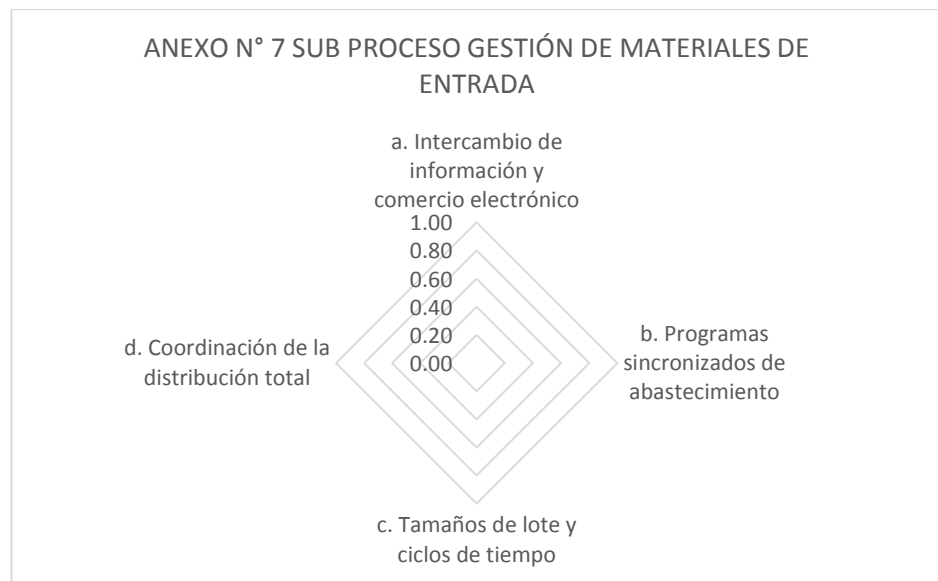 ANEXO N° 7 SUB PROCESO GESTIÓN DE MATERIALES DE
ENTRADA
a. Intercambio de
información y
comercio electrónico
1.00
0.80
0.60
0.40
0.20
0.00
b. Programas
sincronizados de
abastecimiento
d. Coordinación de la
distribución total
c. Tamaños de lote y
ciclos de tiempo